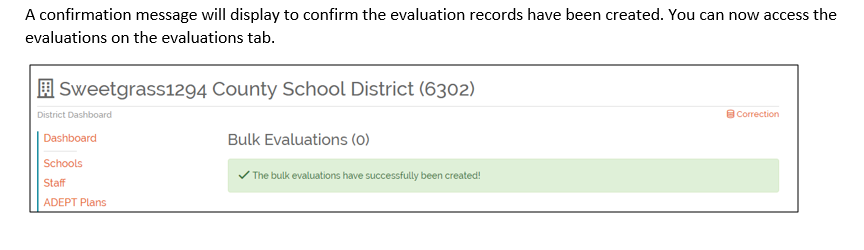 A confirmation message will display to confirm the evaluation records have been created. You can now access the
evaluations on the evaluations tab.
Sweetgrass1294 County School District (6302)
District Dashboard
Correction
Dashboard
Bulk Evaluations (0)
Schools
The bulk evaluations have successfully been created!
Staff
ADEPT Plans